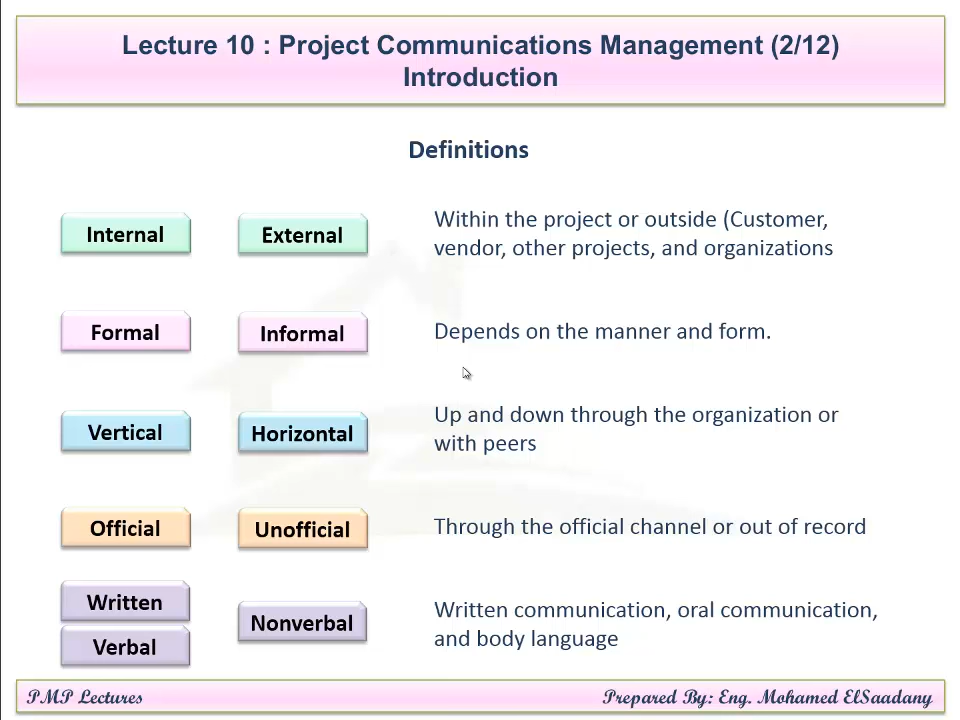 Lecture 10 : Project Communications Management (2/12)
Introduction
Definitions
Internal
External
Within the project or outside (Customer,
vendor, other projects, and organizations
Formal
Informal
Depends on the manner and form.
Vertical
Horizontal
Up and down through the organization or
with peers
Official
Unofficial
Through the official channel or out of record
Written
Verbal
Nonverbal
Written communication, oral communication,
and body language
PMP Lectures
Prepared By: Eng. Mohamed ElSaadany